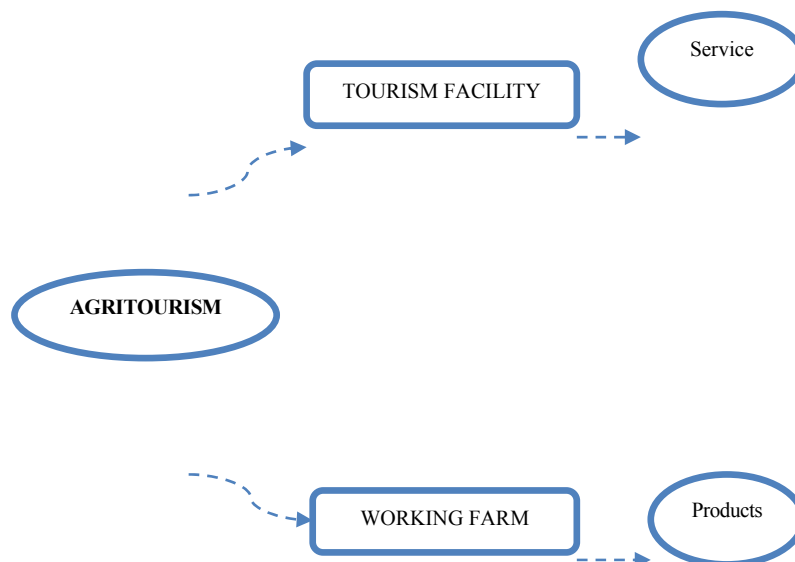 Service
TOURISM FACILITY
AGRITOURISM
WORKING FARM
Products